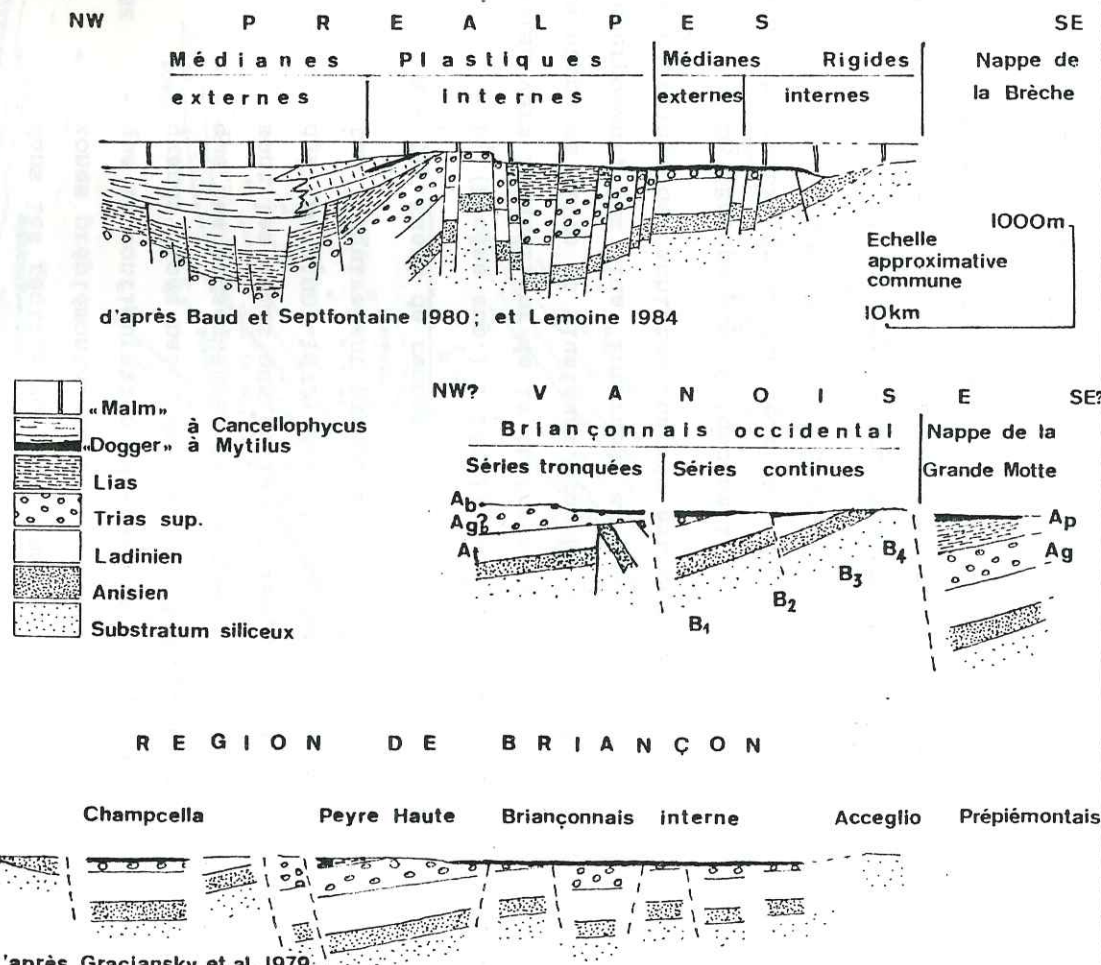 NW P R E A L P E S SE
Médianes Plastiques Médianes Rigides Nappe de
externes internes externes internes la Brèche
1000m
Echelle
approximative
commune
10km
d'après Baud et Septfontaine 1980; et Lemoine 1984
NW? V A N O I S E SE?
Briançonnais occidental Nappe de la
Séries tronquées Séries continues Grande Motte
«Malm»
à Cancellophycus
«Dogger» à Mytilus
Lias
Trias sup.
Ladinien
Anisien
Substratum siliceux
Ab
Ag?
At
B1
B2
B3
B4
Ap
Ag
R E G I O N D E B R I A N Ç O N
Champcella Peyre Haute Briançonnais interne Acceglio Prépiémontais
'après Graciansky et al 1979